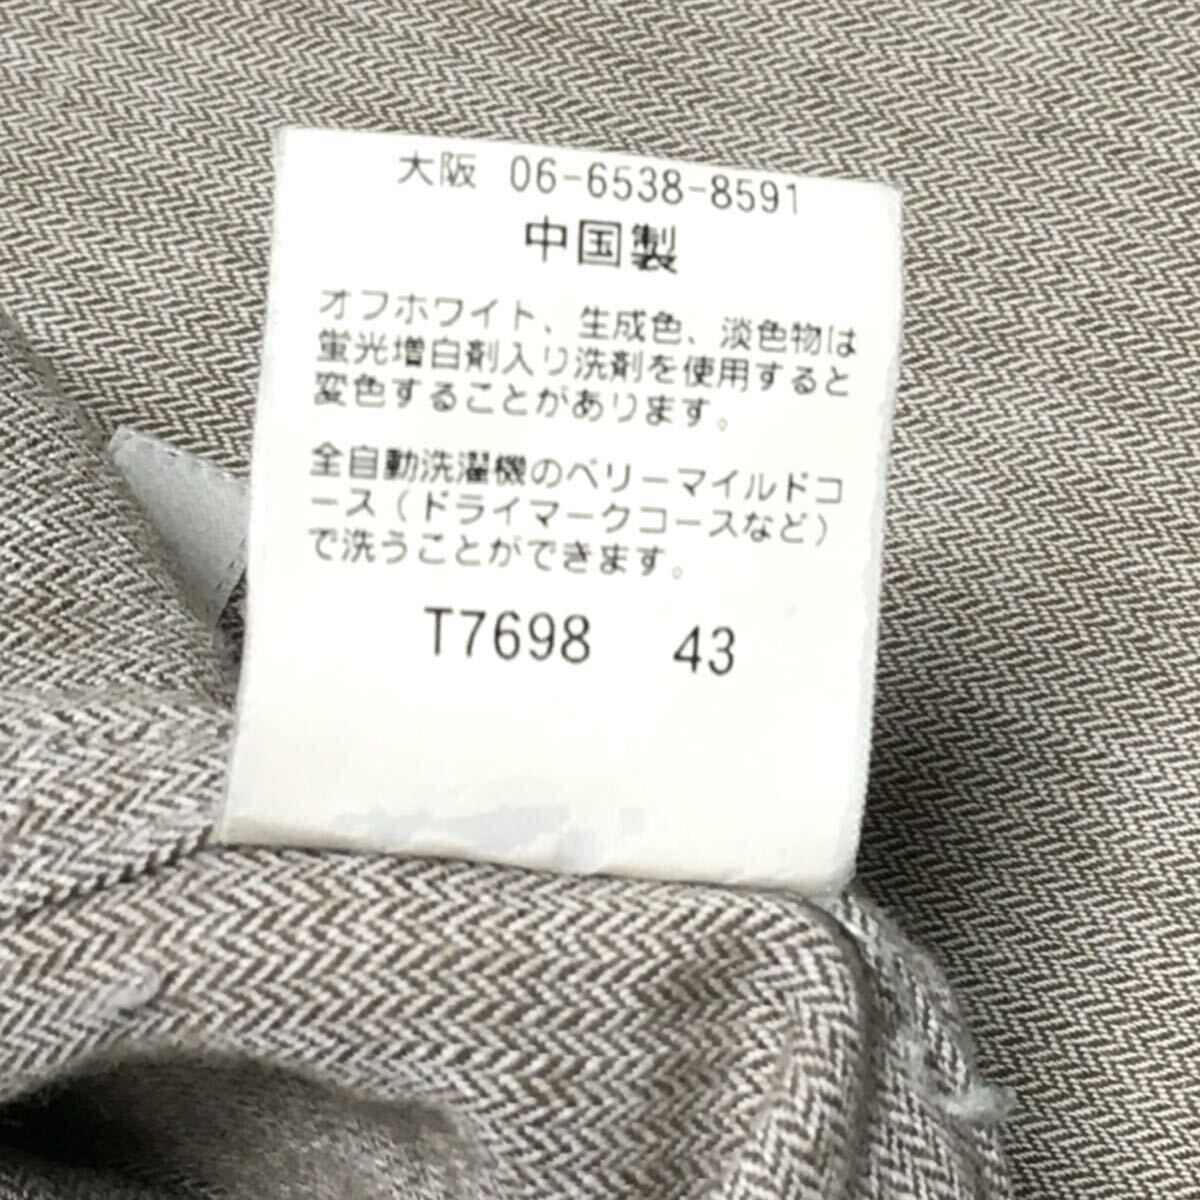 大阪 06-6538-8591
中国製
オフホワイト、生成色、淡色物は
蛍光増白剤入り洗剤を使用すると
変色することがあります。
全自動洗濯機のベリーマイルドコ
ース(ドライマークコースなど)
で洗うことができます。
T7698 43